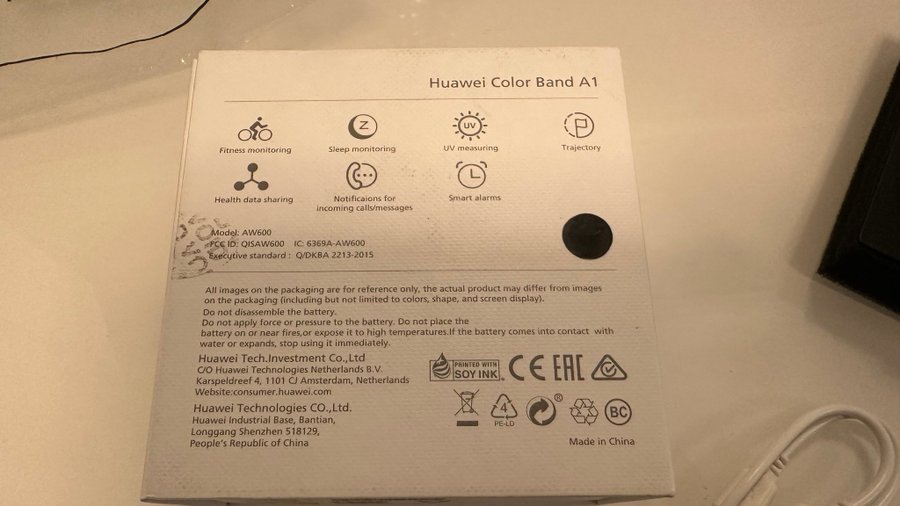 Huawei Color Band A1
Fitness monitoring
Z
Sleep monitoring
UV
UV measuring
P
Trajectory
Health data sharing
Notificaions for
incoming calls/messages
Smart alarms
Model: AW600
FCC ID: QISAW600 IC: 6369A-AW600
Executive standard : Q/DKBA 2213-2015
All images on the packaging are for reference only, the actual product may differ from images
on the packaging (including but not limited to colors, shape, and screen display).
Do not disassemble the battery.
Do not apply force or pressure to the battery. Do not place the
battery on or near fires,or expose it to high temperatures.If the battery comes into contact with
water or expands, stop using it immediately.
Huawei Tech.Investment Co.,Ltd
C/O Huawei Technologies Netherlands B.V.
Karspeldreef 4, 1101 CJ Amsterdam, Netherlands
Website:consumer.huawei.com
Huawei Technologies CO.,Ltd.
Huawei Industrial Base, Bantian,
Longgang Shenzhen 518129,
People's Republic of China
PRINTED WITH
SOY INK
CE EAC
4
PE-LD
®
BC
Made in China